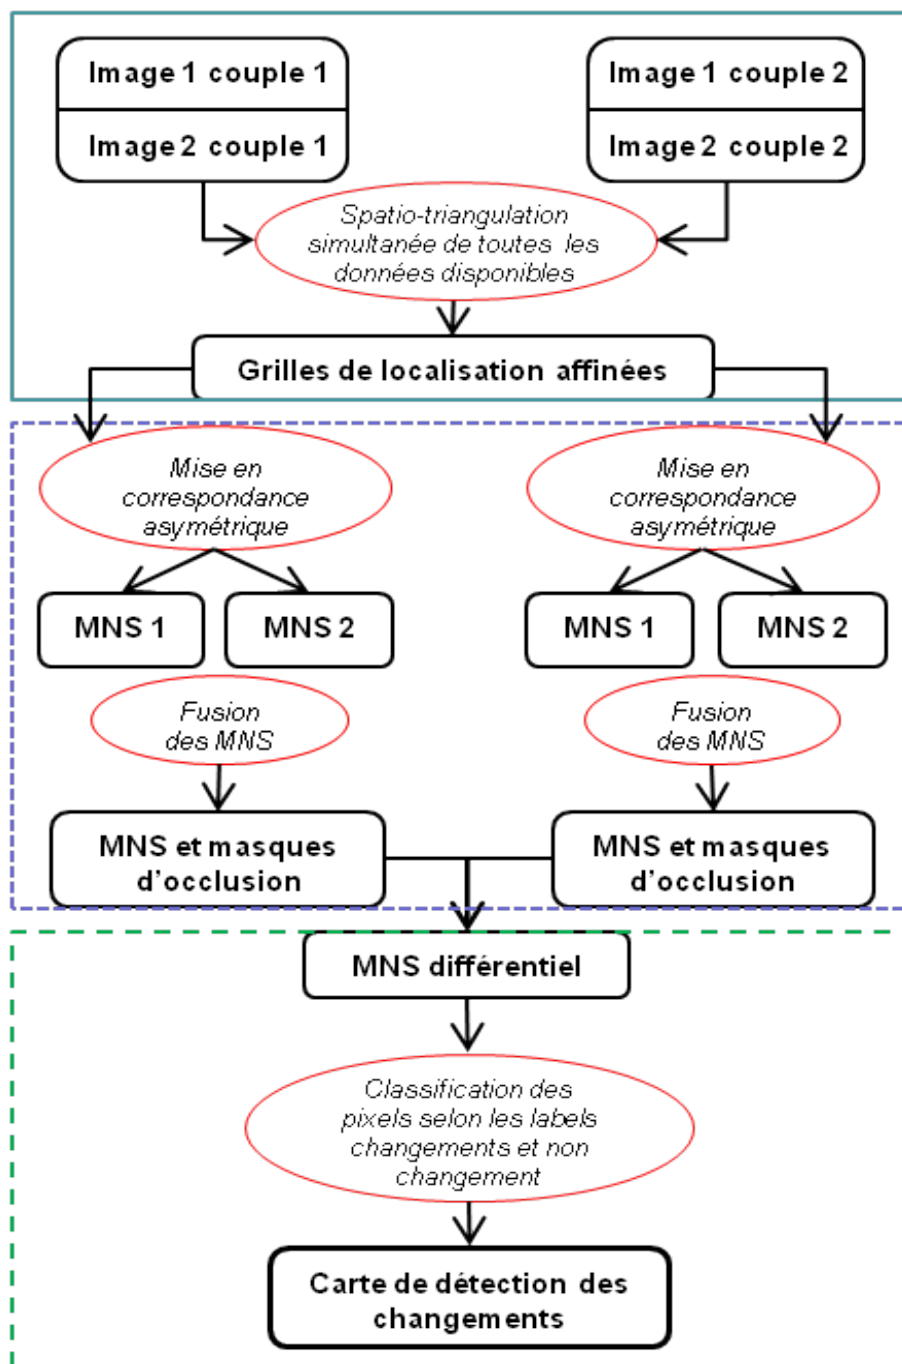 Image 1 couple 1
Image 2 couple 1
Image 1 couple 2
Image 2 couple 2
Spatio-triangulation
simultanée de toutes les
données disponibles
Grilles de localisation affinées
Mise en
correspondance
asymétrique
Mise en
correspondance
asymétrique
MNS 1
MNS 2
MNS 1
MNS 2
Fusion
des MNS
Fusion
des MNS
MNS et masques
d'occlusion
MNS et masques
d'occlusion
MNS différentiel
Classification des
pixels selon les labels
changements et non
changement
Carte de détection des
changements